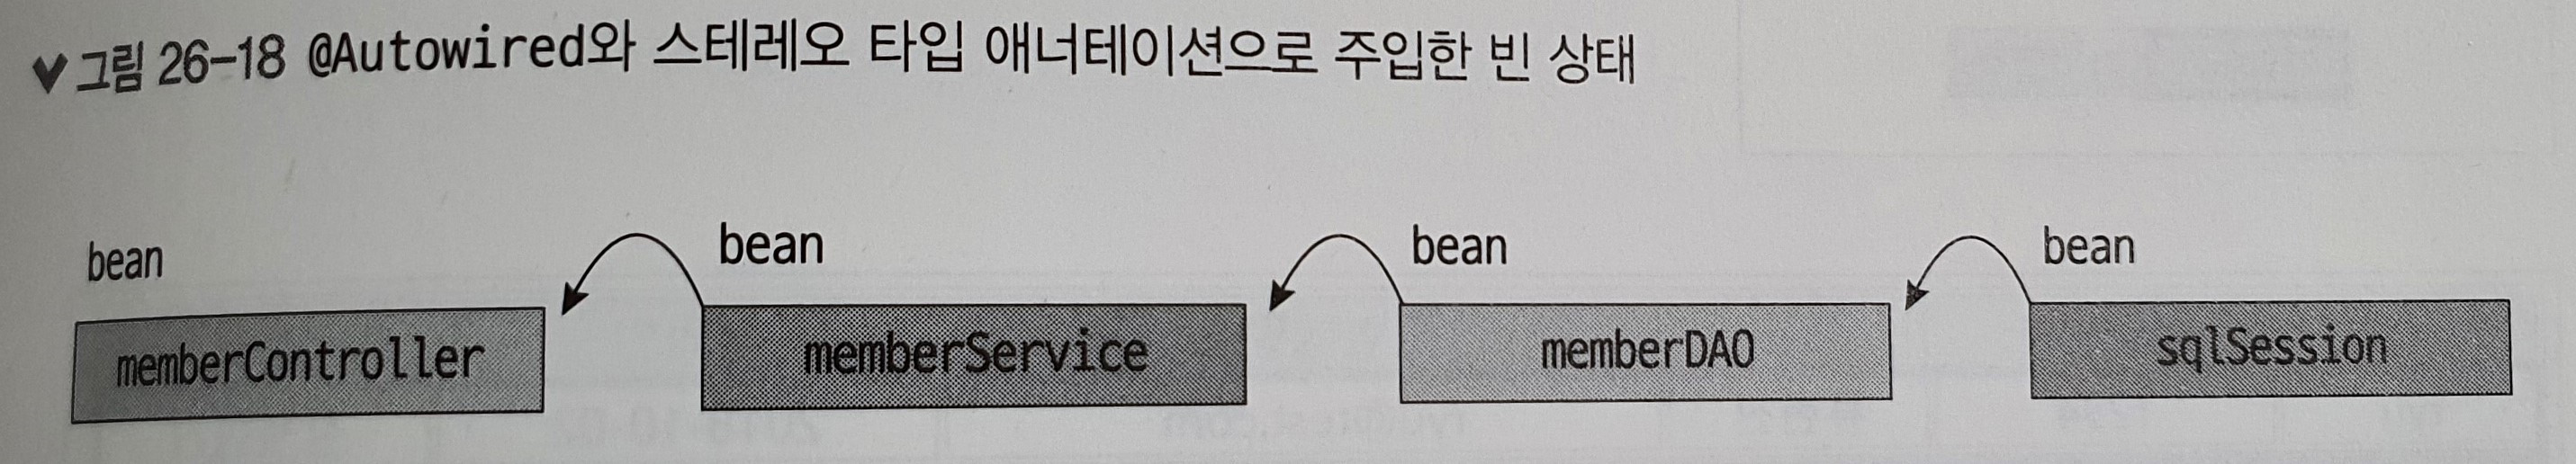 그림 26-18 @Autowired와 스테레오 타입 애너테이션으로 주입한 빈 상태
bean bean bean bean
memberController memberService memberDAO sqlSession